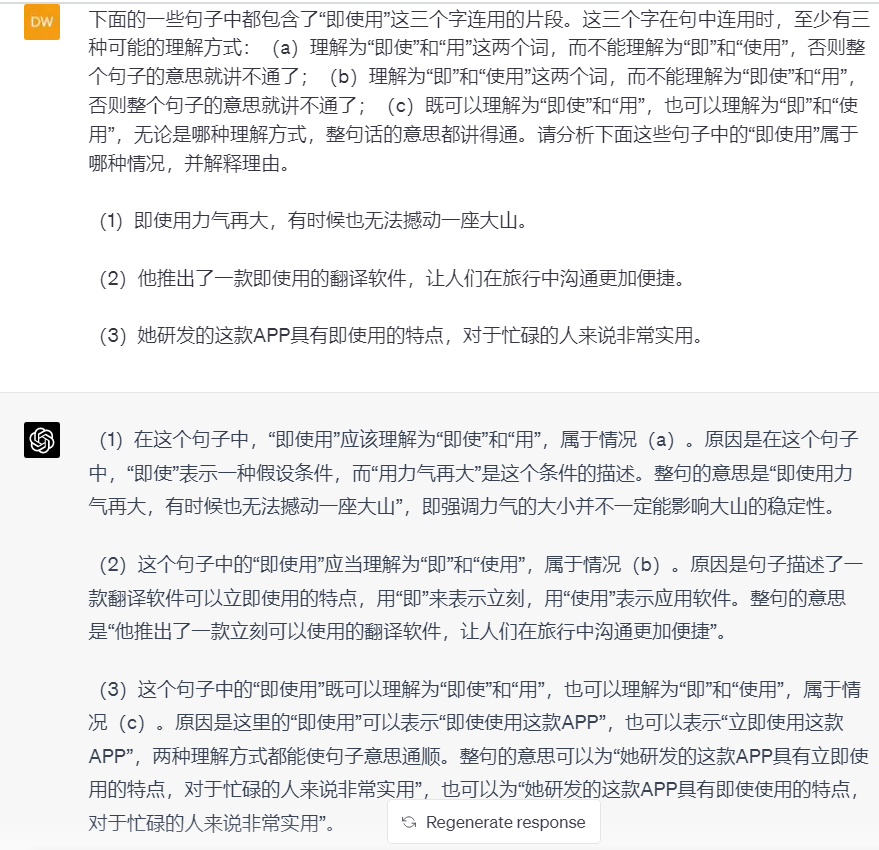 DW
下面的一些句子中都包含了“即使用”这三个字连用的片段。这三个字在句中连用时，至少有三
种可能的理解方式：（a）理解为“即使”和“用”这两个词，而不能理解为“即”和“使用”，否则整
个句子的意思就讲不通了；（b）理解为“即”和“使用”这两个词，而不能理解为“即使”和“用”，
否则整个句子的意思就讲不通了；（c）既可以理解为“即使”和“用”，也可以理解为“即”和“使
用”，无论是哪种理解方式，整句话的意思都讲得通。请分析下面这些句子中的“即使用”属于
哪种情况，并解释理由。
（1）即使用力气再大，有时候也无法撼动一座大山。
（2）他推出了一款即使用的翻译软件，让人们在旅行中沟通更加便捷。
（3）她研发的这款APP具有即使用的特点，对于忙碌的人来说非常实用。
（1）在这个句子中，“即使用”应该理解为“即使”和“用”，属于情况（a）。原因是在这个句子
中，“即使”表示一种假设条件，而“用力气再大”是这个条件的描述。整句的意思是“即使用力
气再大，有时候也无法撼动一座大山”，即强调力气的大小并不一定能影响大山的稳定性。
（2）这个句子中的“即使用”应当理解为“即”和“使用”，属于情况（b）。原因是句子描述了一
款翻译软件可以立即使用的特点，用“即”来表示立刻，用“使用”表示应用软件。整句的意思
是“他推出了一款立刻可以使用的翻译软件，让人们在旅行中沟通更加便捷”。
（3）这个句子中的“即使用”既可以理解为“即使”和“用”，也可以理解为“即”和“使用”，属于情
况（c）。原因是这里的“即使用”可以表示“即使使用这款APP”，也可以表示“立即使用这款
APP”，两种理解方式都能使句子意思通顺。整句的意思可以为“她研发的这款APP具有立即使
用的特点，对于忙碌的人来说非常实用”，也可以为“她研发的这款APP具有即使使用的特点，
对于忙碌的人来说非常实用”。
Regenerate response